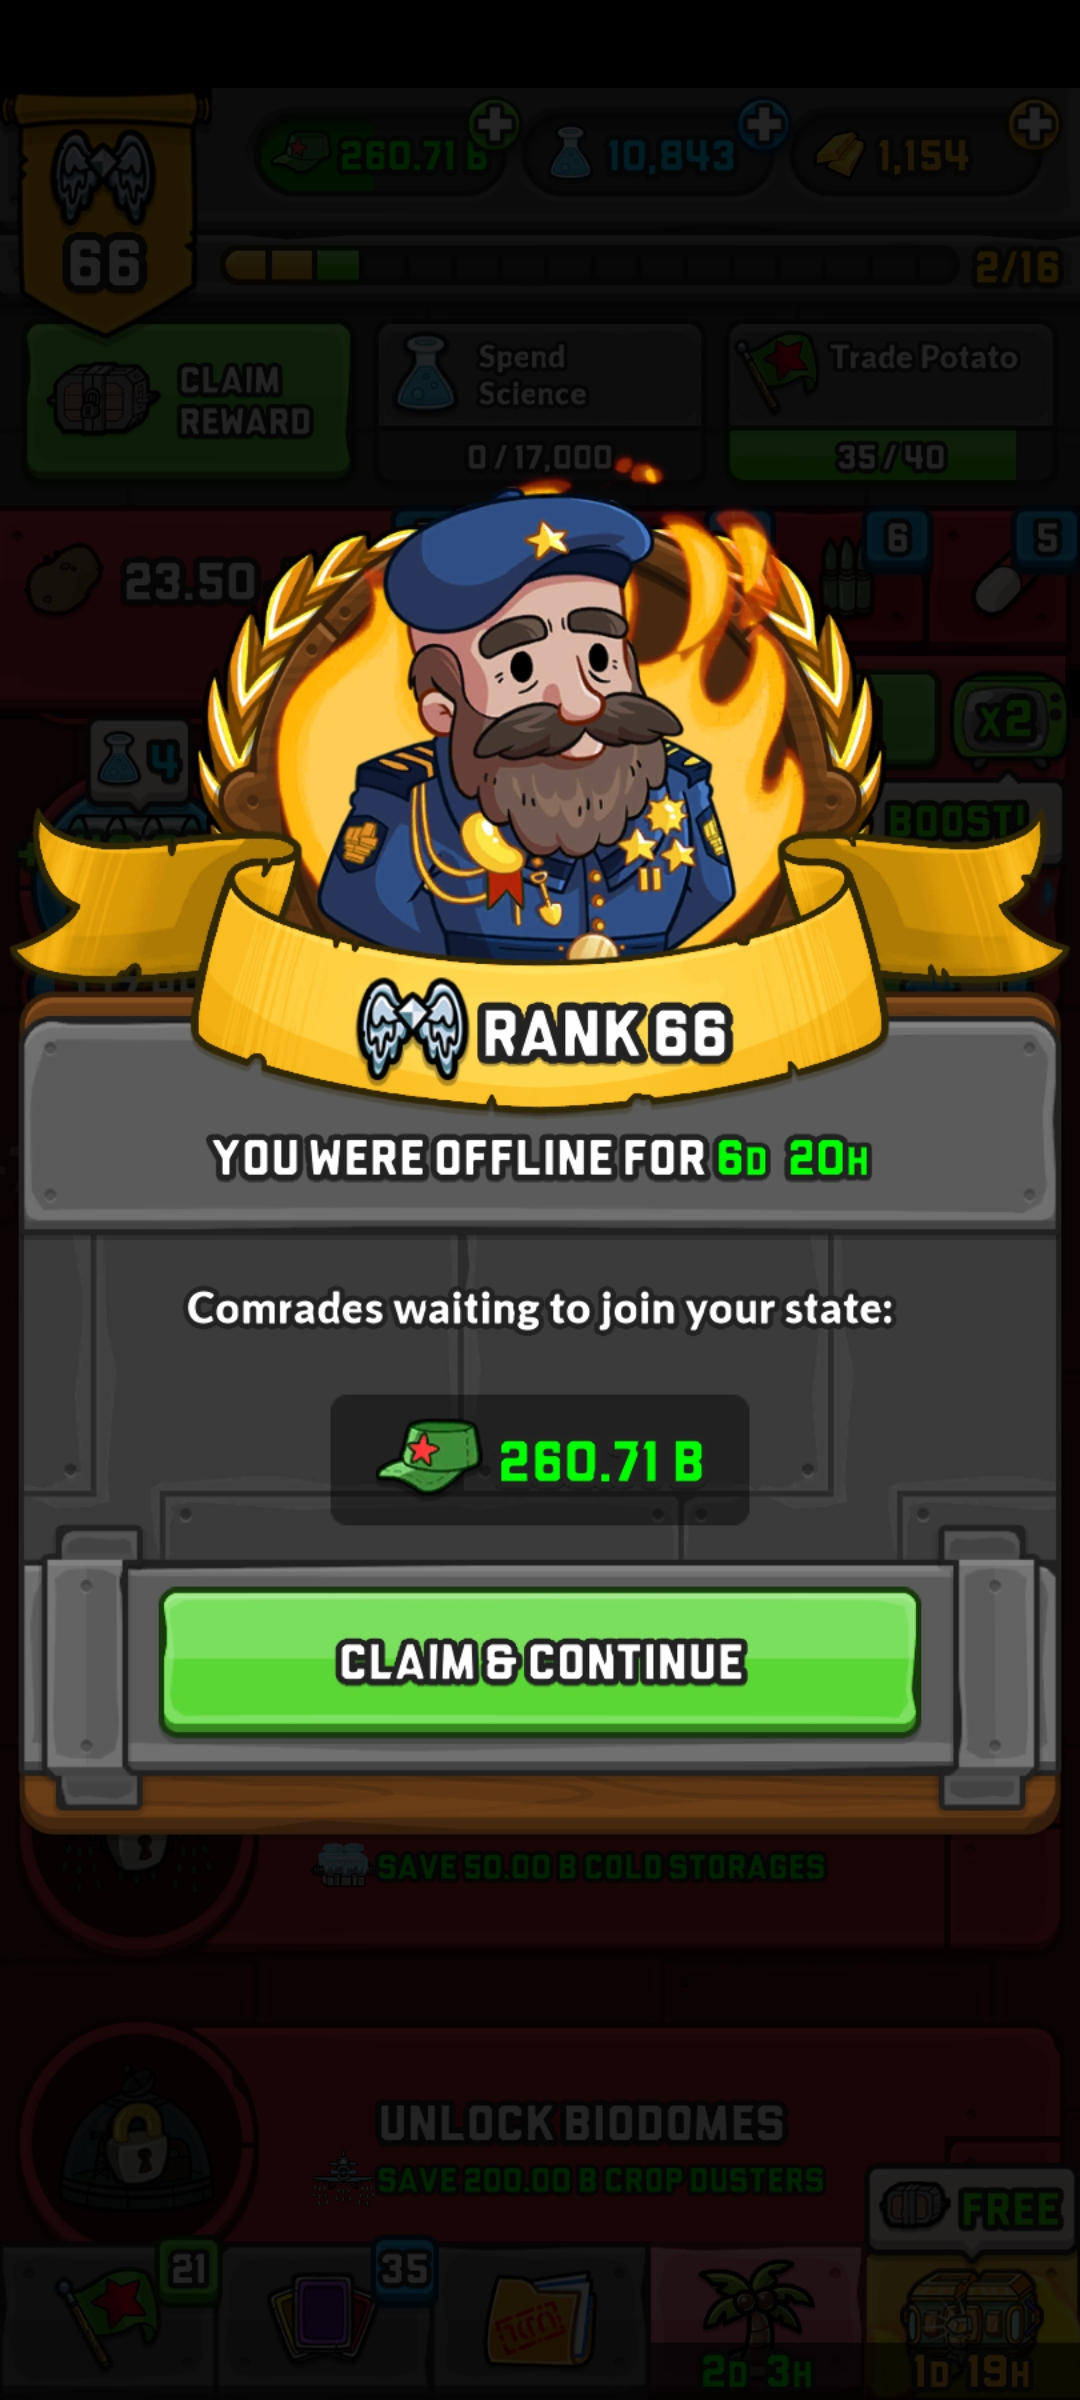 260.71 B
10,843
1,154
66
2/16
CLAIM
REWARD
Spend
Science
0 / 17,000
Trade Potato
35 / 40
23.50
6
5
4
X2
BOOST!
RANK 66
YOU WERE OFFLINE FOR 6D 20H
Comrades waiting to join your state:
260.71 B
CLAIM & CONTINUE
SAVE 50.00 B COLD STORAGES
UNLOCK BIODOMES
SAVE 200.00 B CROP DUSTERS
FREE
21
35
2D 3H
1D 19H